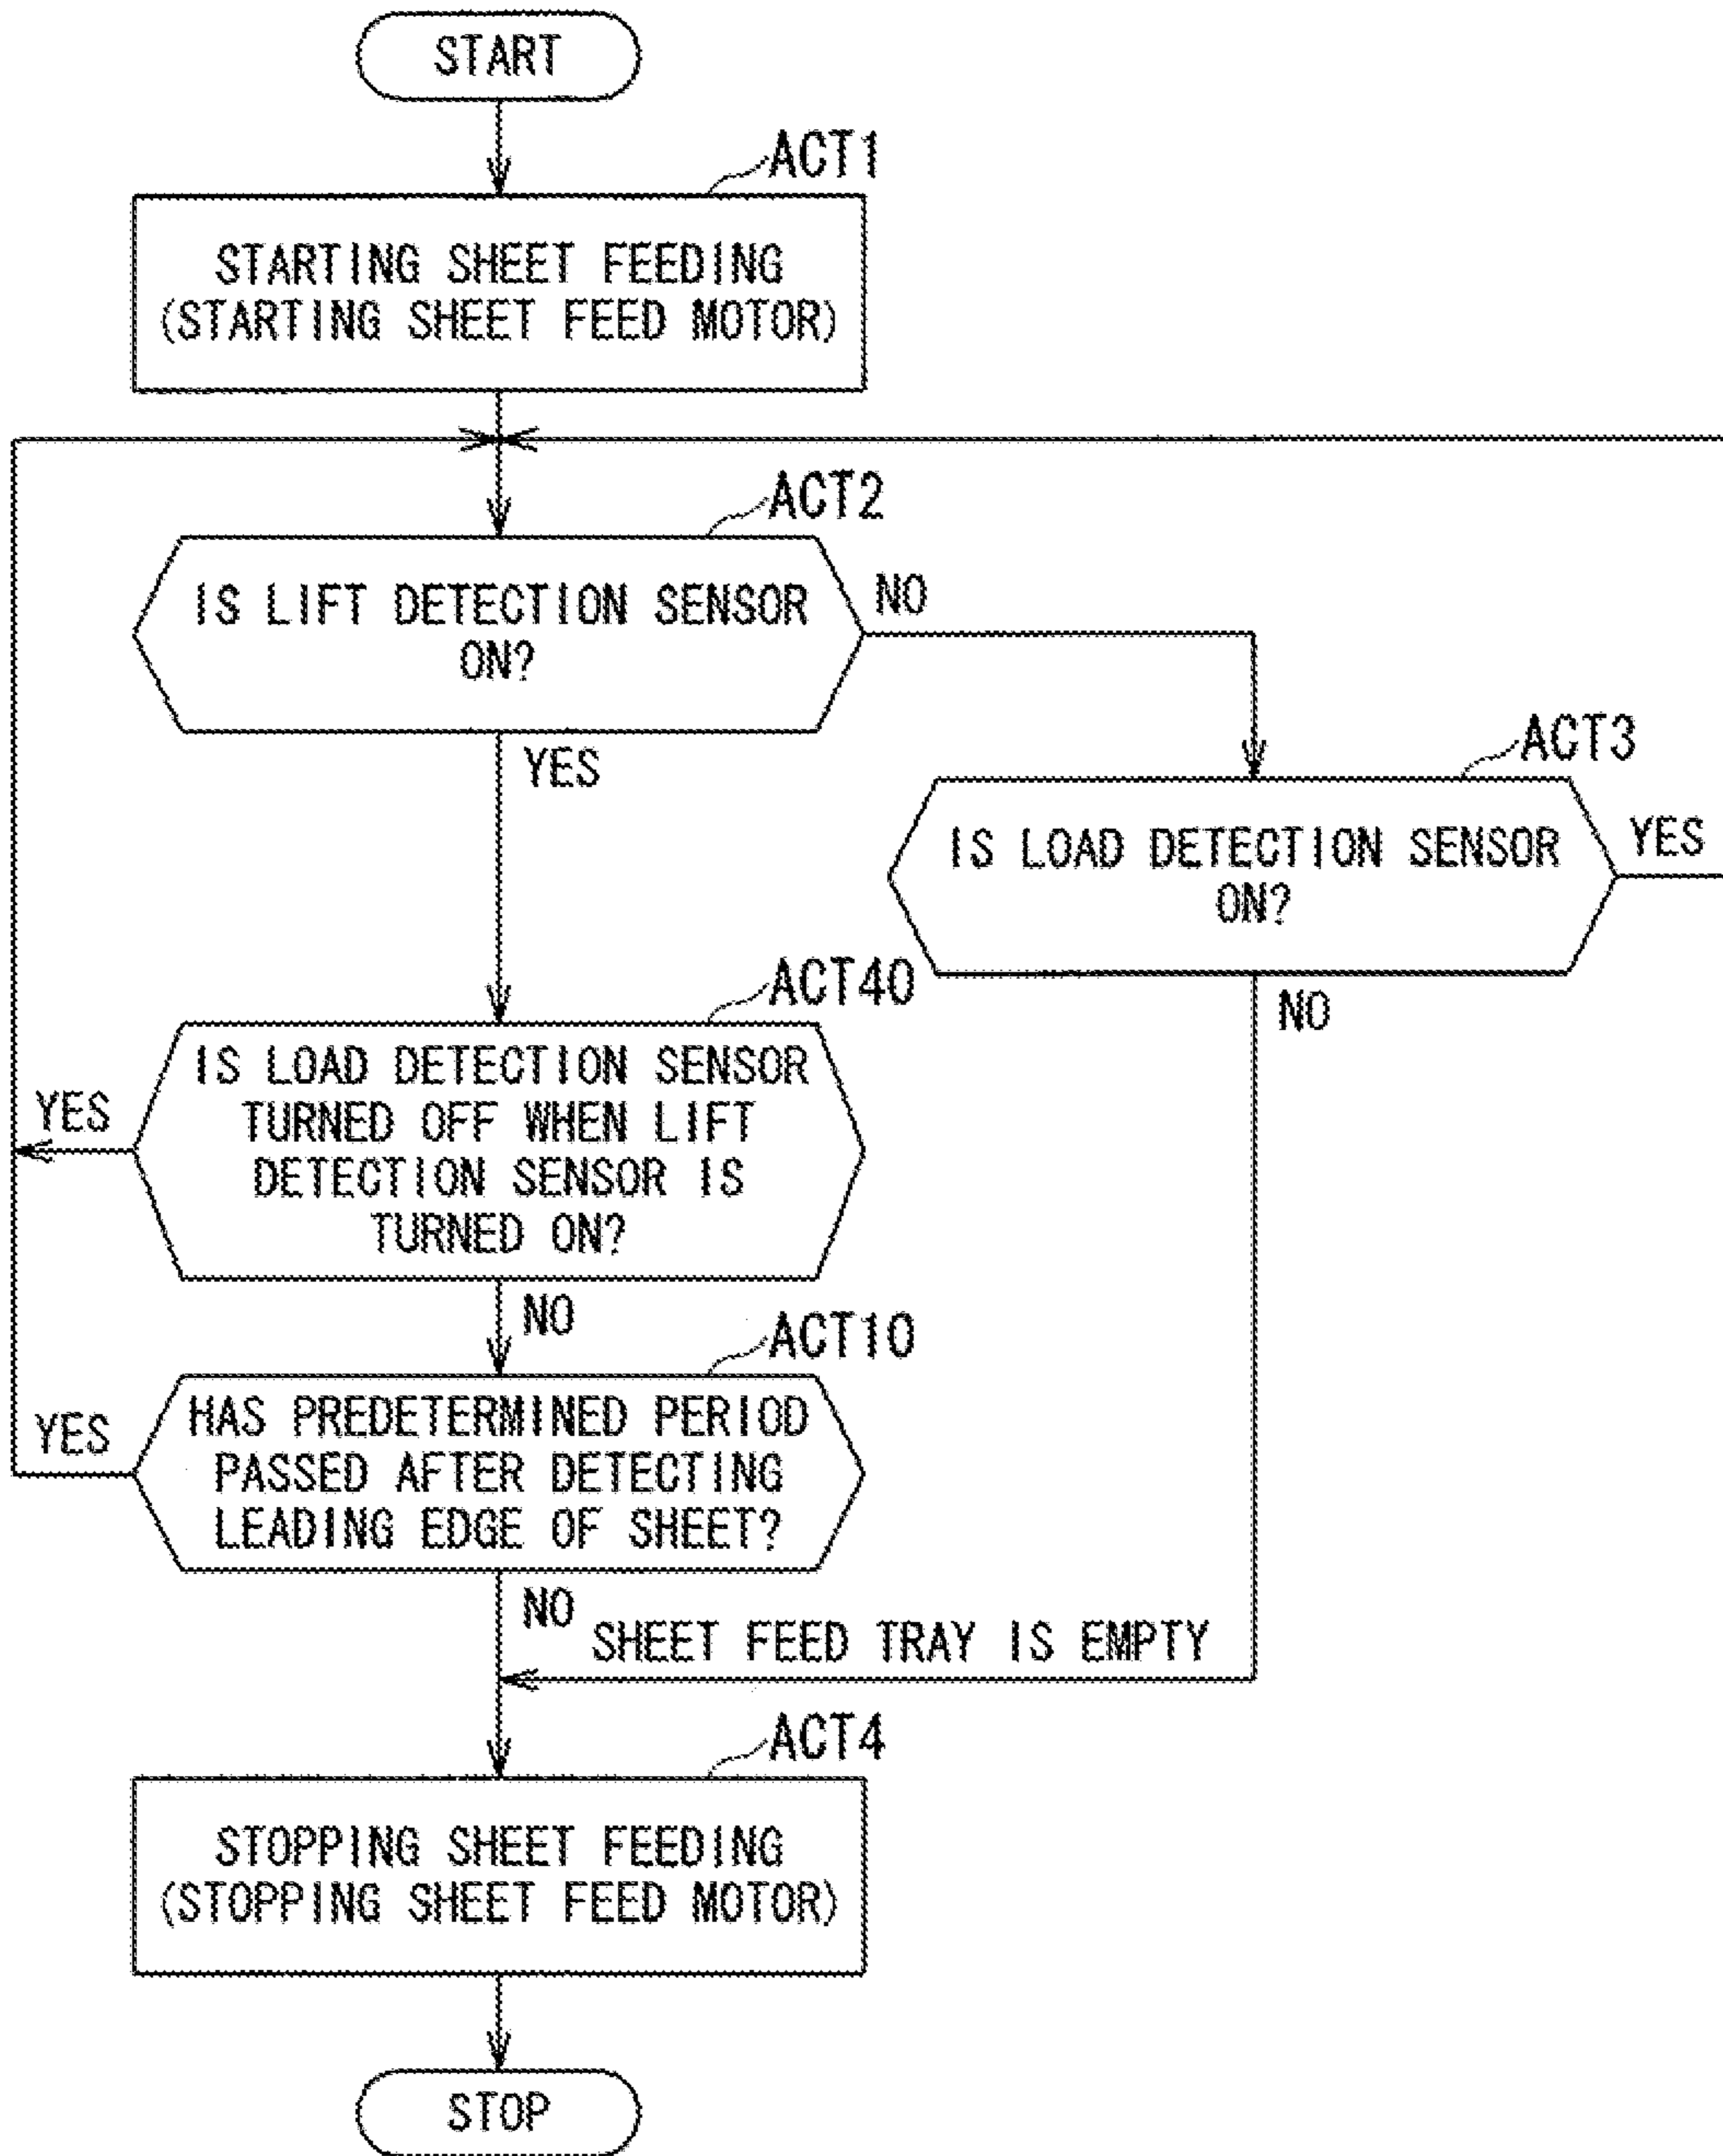 START
ACT1
STARTING SHEET FEEDING
(STARTING SHEET FEED MOTOR)
ACT2
IS LIFT DETECTION SENSOR
ON?
NO
YES
ACT3
IS LOAD DETECTION SENSOR
ON?
YES
NO
ACT40
IS LOAD DETECTION SENSOR
TURNED OFF WHEN LIFT
DETECTION SENSOR IS
TURNED ON?
YES
NO
ACT10
HAS PREDETERMINED PERIOD
PASSED AFTER DETECTING
LEADING EDGE OF SHEET?
YES
NO
SHEET FEED TRAY IS EMPTY
ACT4
STOPPING SHEET FEEDING
(STOPPING SHEET FEED MOTOR)
STOP